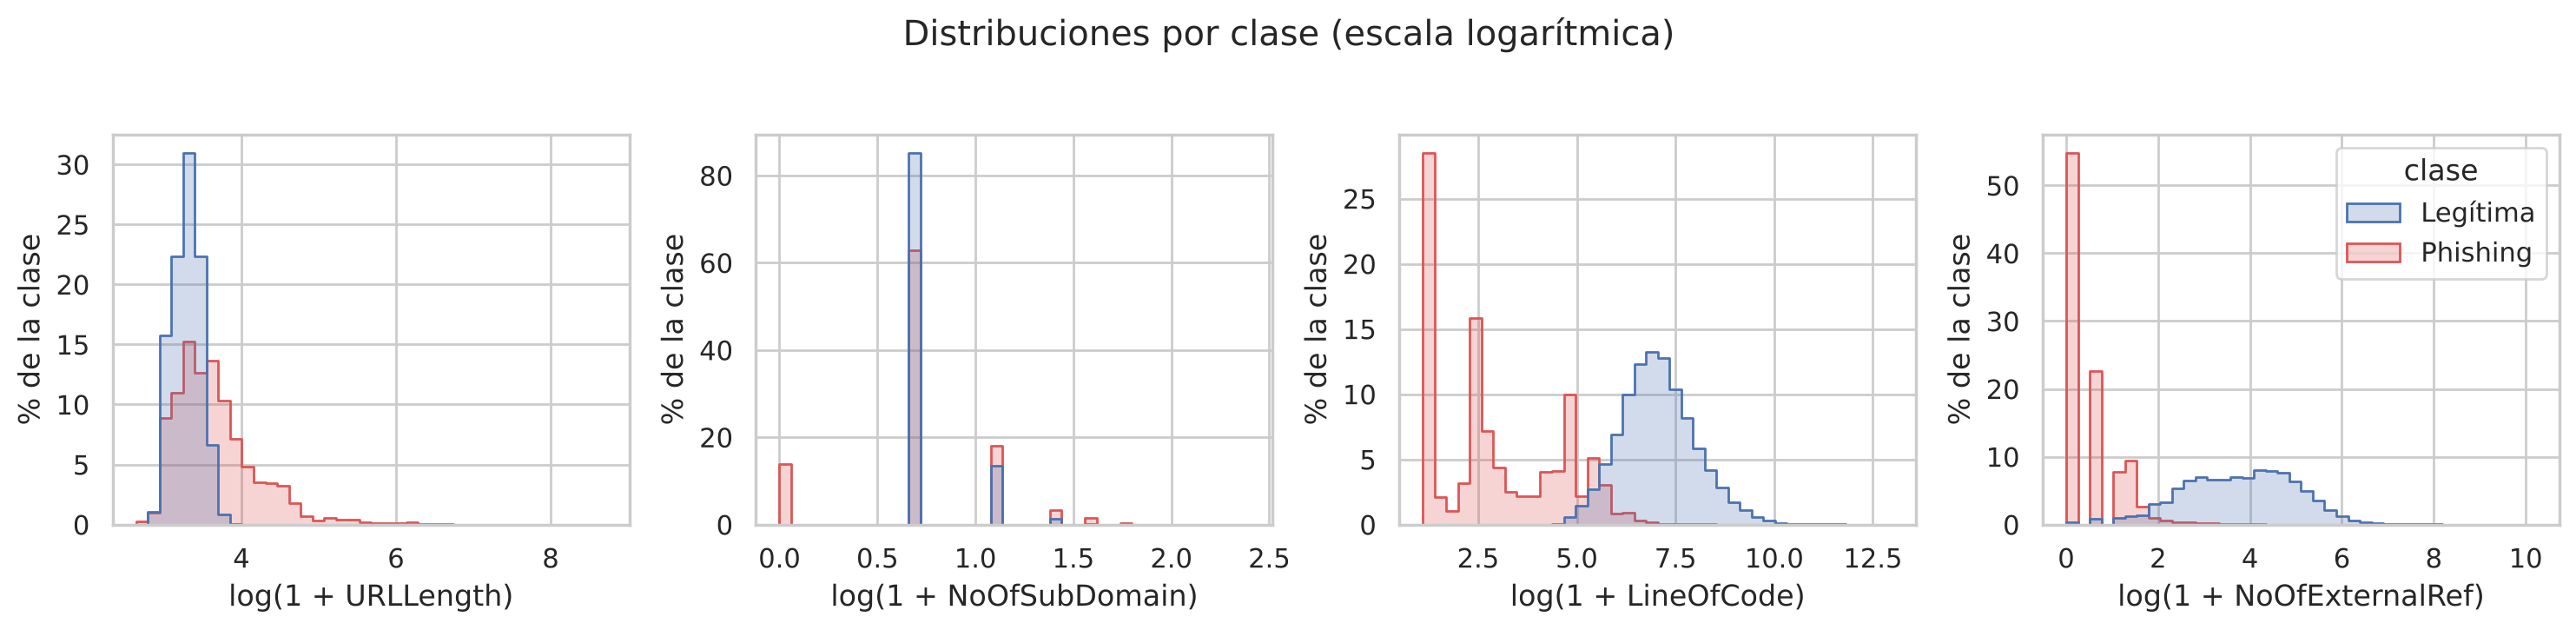 Distribuciones por clase (escala logarítmica)
% de la clase
30
25
20
15
10
5
0
4 6 8
log(1 + URLLength)
% de la clase
80
60
40
20
0
0.0 0.5 1.0 1.5 2.0 2.5
log(1 + NoOfSubDomain)
% de la clase
25
20
15
10
5
0
2.5 5.0 7.5 10.0 12.5
log(1 + LineOfCode)
% de la clase
50
40
30
20
10
0
0 2 4 6 8 10
log(1 + NoOfExternalRef)
clase
Legítima
Phishing